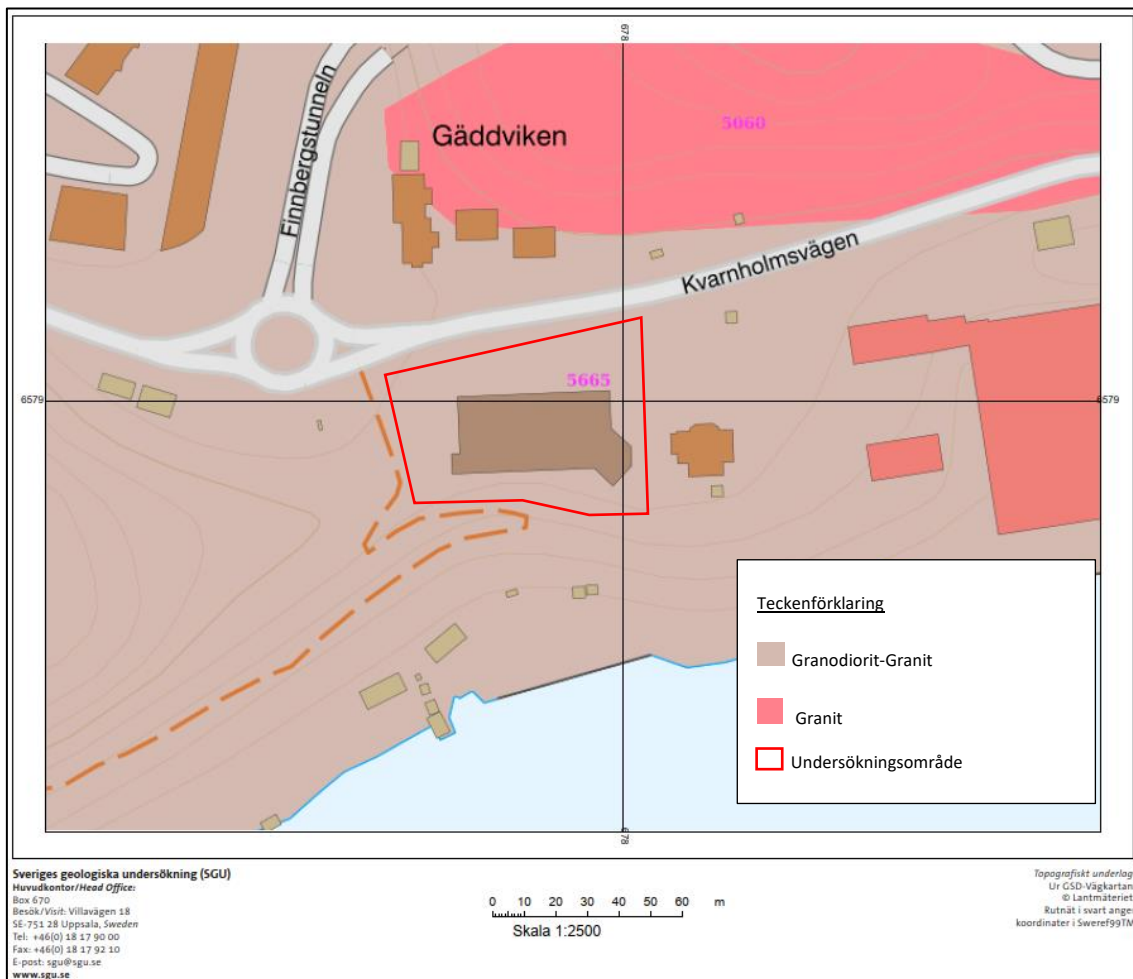 678
Finnbergstunneln
Gäddviken
5060
Kvarnholmsvägen
5665
6579
6579
Teckenförklaring
Granodiorit-Granit
Granit
Undersökningsområde
678
Sveriges geologiska undersökning (SGU)
Huvudkontor/Head Office:
Box 670
Besök/Visit: Villavägen 18
SE-751 28 Uppsala, Sweden
Tel: +46(0) 18 17 90 00
Fax: +46(0) 18 17 92 10
E-post: sgu@sgu.se
www.sgu.se
0 10 20 30 40 50 60 m
Skala 1:2500
Topografiskt underlag
Ur GSD-Vägkartan
© Lantmäteriet
Rutnät i svart anger
koordinater i Sweref99TM